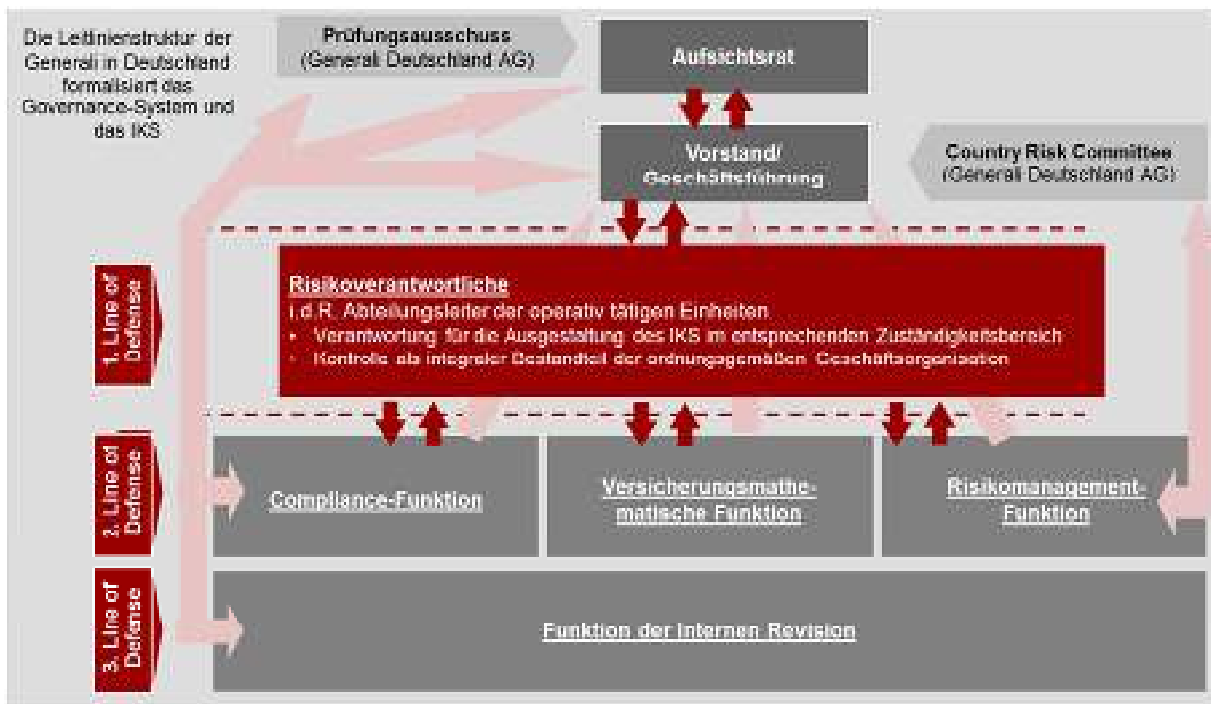 Die Leitlinienstruktur der
Generali in Deutschland
formalisiert das
Governance-System und
das IKS
Prüfungsausschuss
(Generali Deutschland AG)
Aufsichtsrat
Vorstand/
Geschäftsführung
Country Risk Committee
(Generali Deutschland AG)
1. Line of
Defense
Risikoverantwortliche
i.d.R. Abteilungsleiter der operativ tätigen Einheiten
• Verantwortung für die Ausgestaltung des IKS im entsprechenden Zuständigkeitsbereich
• Kontrolle als integraler Bestandteil der ordnungsgemäßen Geschäftsorganisation
2. Line of
Defense
Compliance-Funktion
Versicherungsmathe-
matische Funktion
Risikomanagement-
Funktion
3. Line of
Defense
Funktion der Internen Revision